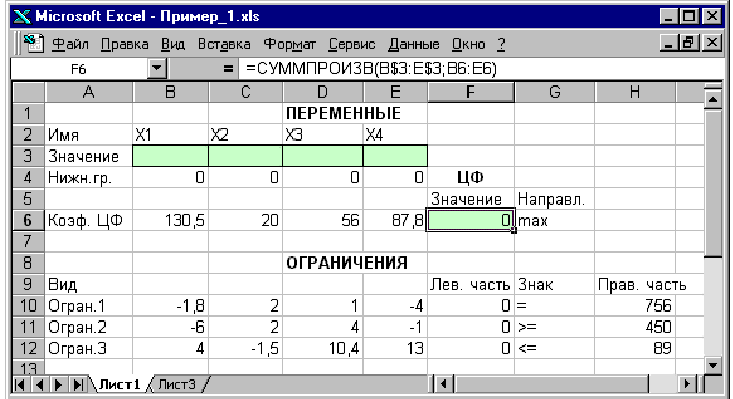 Microsoft Excel - Пример_1.xls
Файл Правка Вид Вставка Формат Сервис Данные Окно ?
F6 = =СУММПРОИЗВ(B$3:E$3;B6:E6)
A B C D E F G H
1 ПЕРЕМЕННЫЕ
2 Имя X1 X2 X3 X4
3 Значение
4 Нижн.гр. 0 0 0 0 ЦФ
5 Значение Направл.
6 Коэф. ЦФ 130,5 20 56 87,8 0 max
7
8 ОГРАНИЧЕНИЯ
9 Вид Лев. часть Знак Прав. часть
10 Огран.1 -1,8 2 1 -4 0 = 756
11 Огран.2 -6 2 4 -1 0 >= 450
12 Огран.3 4 -1,5 10,4 13 0 <= 89
13
Лист1 Лист3